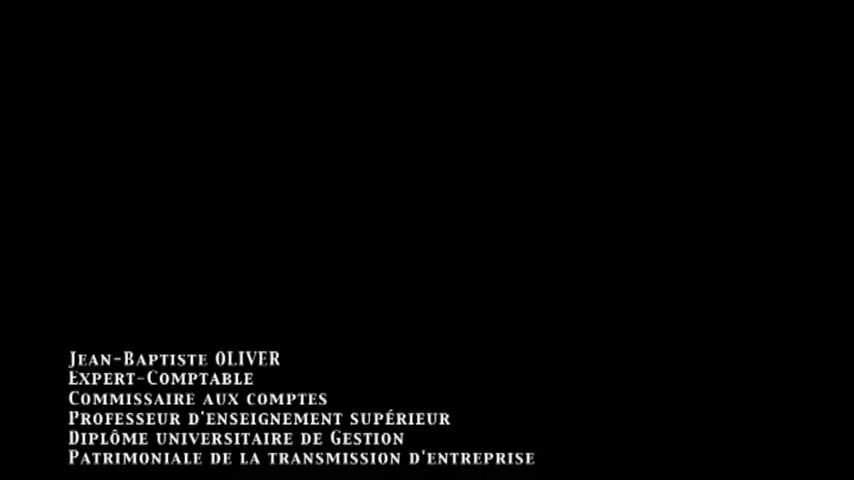 Jean-Baptiste OLIVER
Expert-Comptable
Commissaire aux comptes
Professeur d'enseignement supérieur
Diplôme universitaire de Gestion
Patrimoniale de la transmission d'entreprise